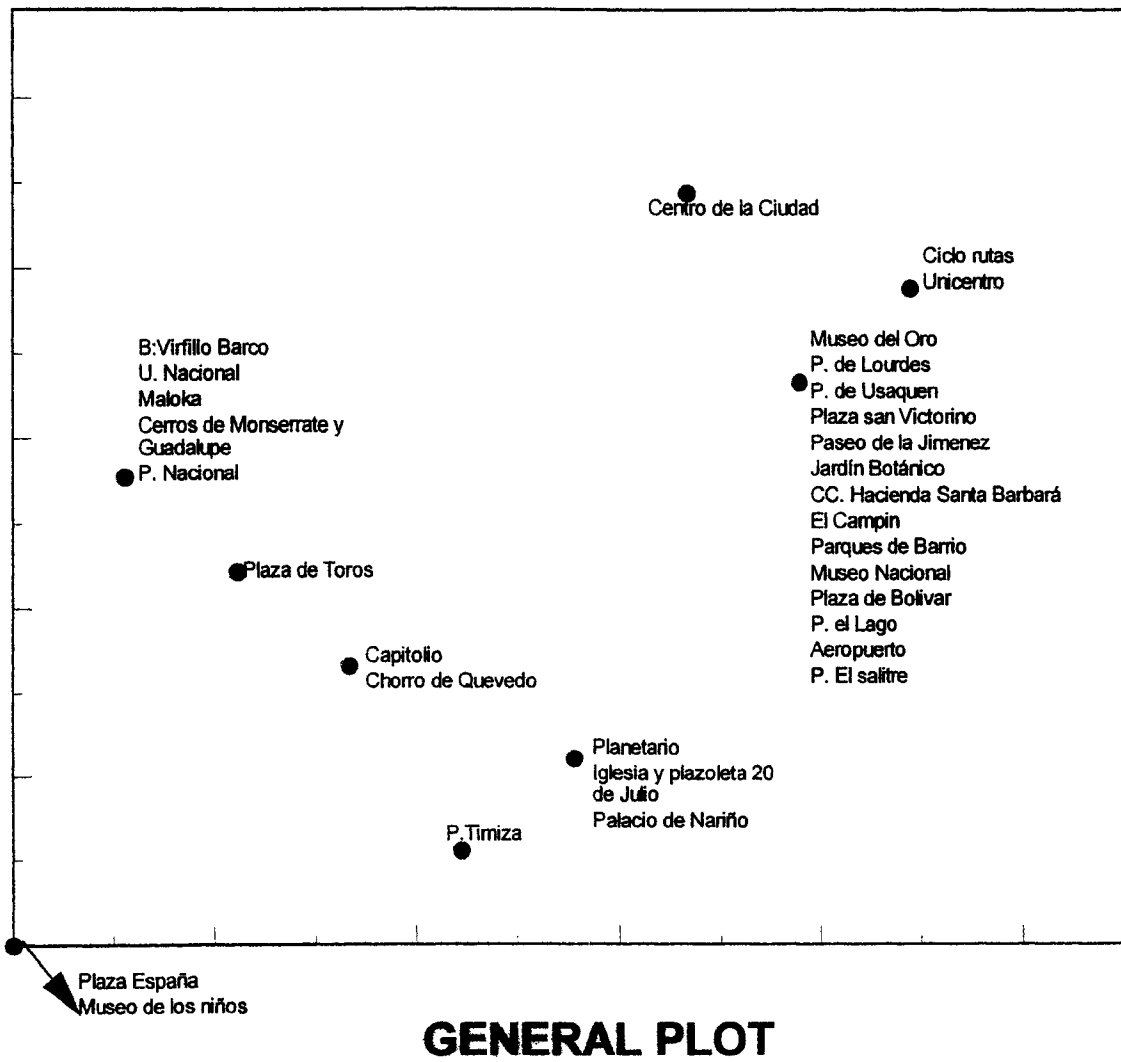 Centro de la Ciudad
Ciclo rutas
Unicentro
B:Virfillo Barco
U. Nacional
Maloka
Cerros de Monserrate y
Guadalupe
P. Nacional
Museo del Oro
P. de Lourdes
P. de Usaquen
Plaza san Victorino
Paseo de la Jimenez
Jardín Botánico
CC. Hacienda Santa Barbará
El Campin
Parques de Barrio
Museo Nacional
Plaza de Bolivar
P. el Lago
Aeropuerto
P. El salitre
Plaza de Toros
Capitolio
Chorro de Quevedo
Planetario
Iglesia y plazoleta 20
de Julio
Palacio de Nariño
P.Timiza
Plaza España
Museo de los niños
GENERAL PLOT